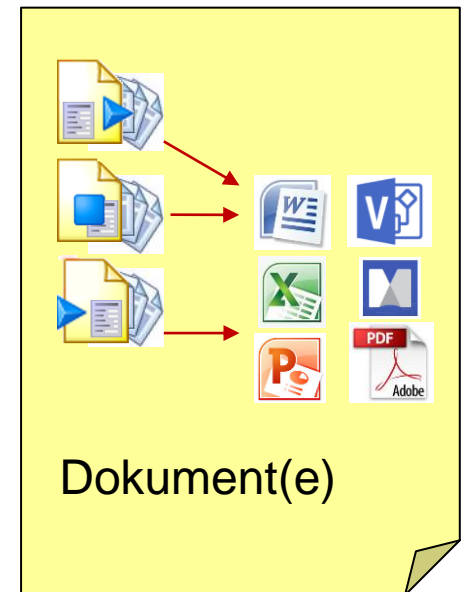 W V
X
P PDF
Adobe
Dokument(e)